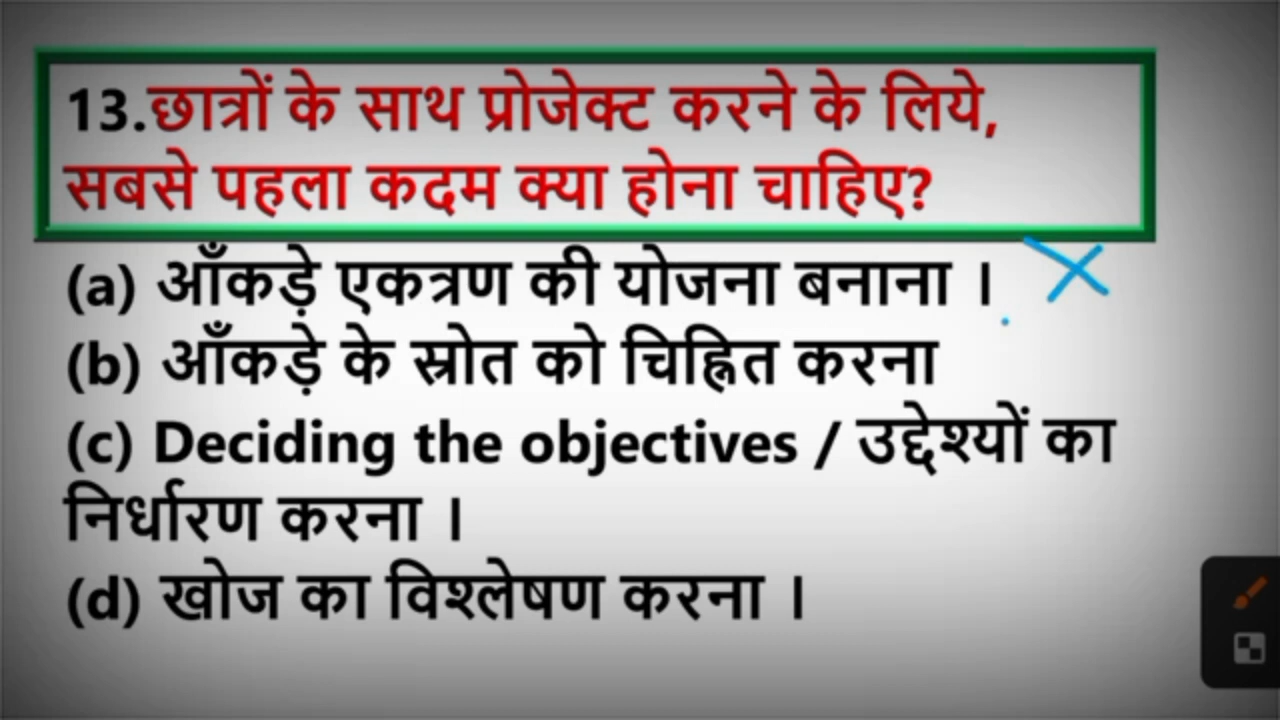 13.छात्रों के साथ प्रोजेक्ट करने के लिये,
सबसे पहला कदम क्या होना चाहिए?
(a) आँकड़े एकत्रण की योजना बनाना ।
(b) आँकड़े के स्रोत को चिह्नित करना
(c) Deciding the objectives / उद्देश्यों का
निर्धारण करना ।
(d) खोज का विश्लेषण करना ।